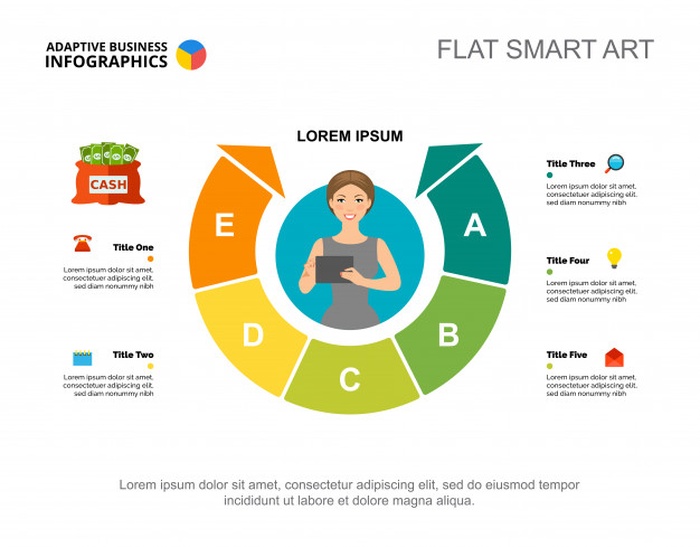 ADAPTIVE BUSINESS
INFOGRAPHICS
FLAT SMART ART
LOREM IPSUM
CASH
Title One
Lorem ipsum dolor sit amet,
consectetuer adipiscing elit,
sed diam nonummy nibh
Title Two
Lorem ipsum dolor sit amet,
consectetuer adipiscing elit,
sed diam nonummy nibh
E
D
C
B
A
Title Three
Lorem ipsum dolor sit amet,
consectetuer adipiscing elit,
sed diam nonummy nibh
Title Four
Lorem ipsum dolor sit amet,
consectetuer adipiscing elit,
sed diam nonummy nibh
Title Five
Lorem ipsum dolor sit amet,
consectetuer adipiscing elit,
sed diam nonummy nibh
Lorem ipsum dolor sit amet, consectetur adipiscing elit, sed do eiusmod tempor
incididunt ut labore et dolore magna aliqua.